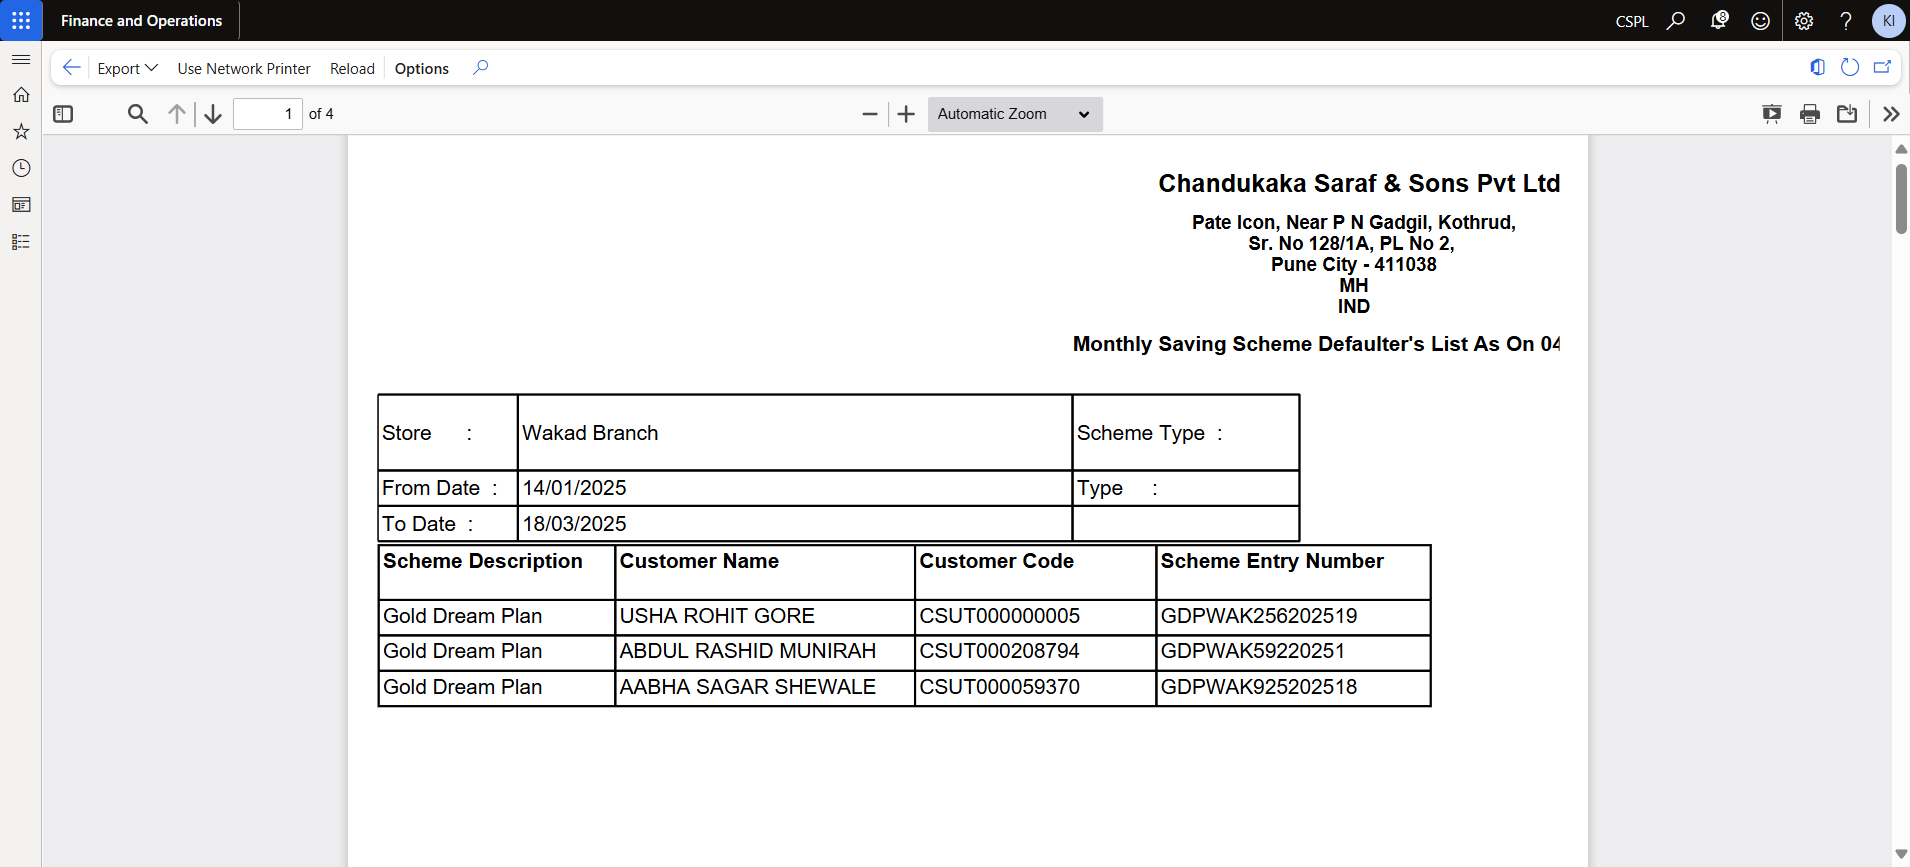 Finance and Operations
CSPL
8
?
KI
Export
Use Network Printer
Reload
Options
1 of 4
Automatic Zoom
Chandukaka Saraf & Sons Pvt Ltd
Pate Icon, Near P N Gadgil, Kothrud,
Sr. No 128/1A, PL No 2,
Pune City - 411038
MH
IND
Monthly Saving Scheme Defaulter's List As On 04
Store : Wakad Branch Scheme Type :
From Date : 14/01/2025 Type :
To Date : 18/03/2025
Scheme Description Customer Name Customer Code Scheme Entry Number
Gold Dream Plan USHA ROHIT GORE CSUT000000005 GDPWAK256202519
Gold Dream Plan ABDUL RASHID MUNIRAH CSUT000208794 GDPWAK59220251
Gold Dream Plan AABHA SAGAR SHEWALE CSUT000059370 GDPWAK925202518